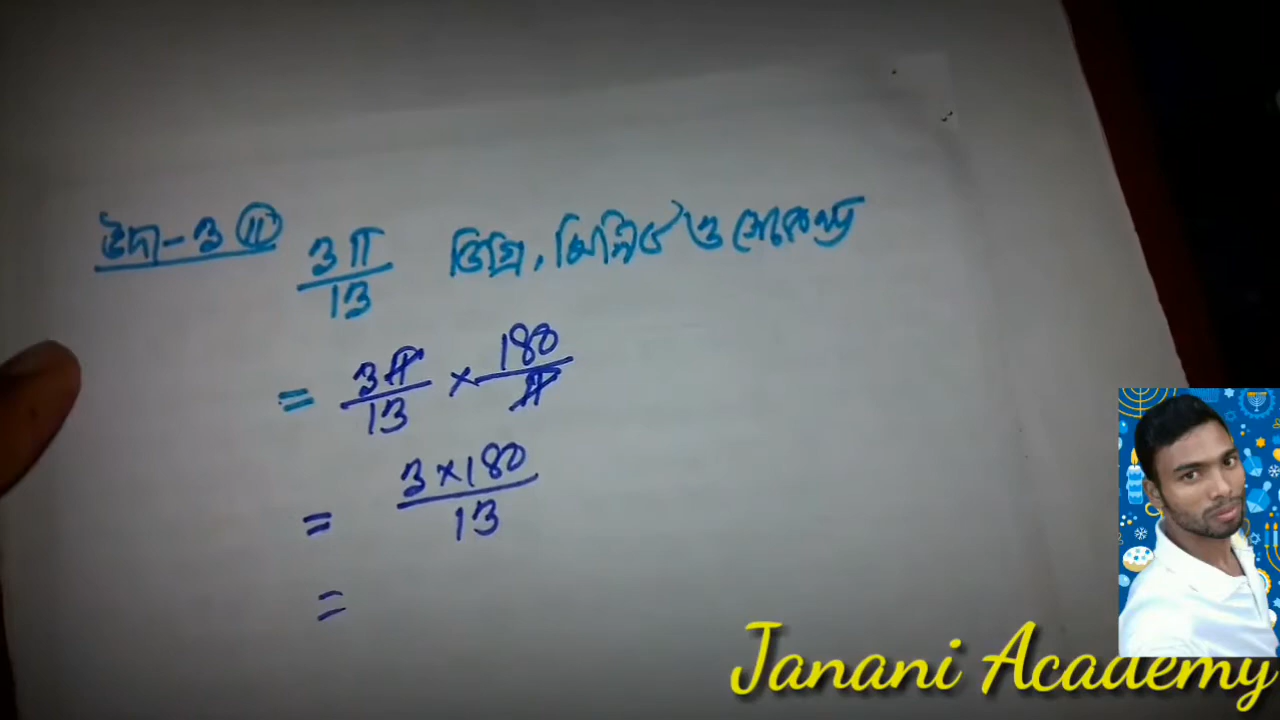 উদা-3 (ii) 3π/13 ডিগ্রি, মিনিট ও সেকেন্ড
= 3π/13 × 180/π
= 3×180/13
=
Janani Academy